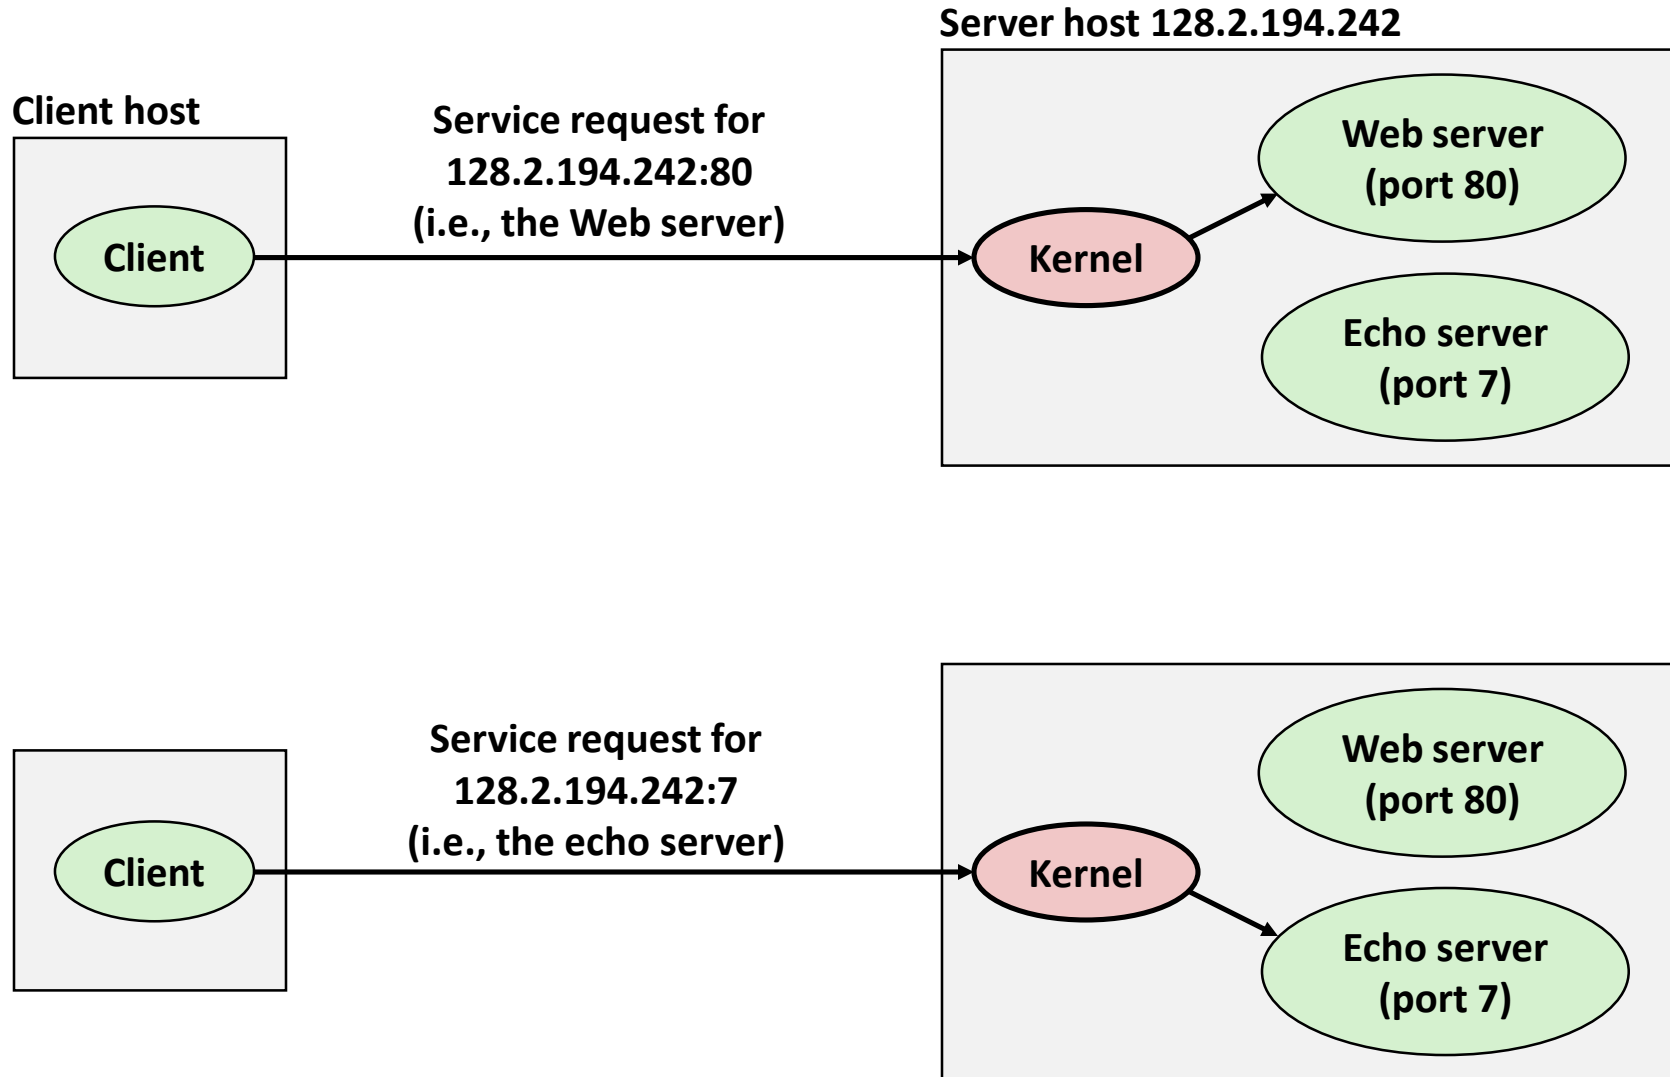 Server host 128.2.194.242
Client host
Service request for
128.2.194.242:80
(i.e., the Web server)
Client
Kernel
Web server
(port 80)
Echo server
(port 7)
Service request for
128.2.194.242:7
(i.e., the echo server)
Client
Kernel
Web server
(port 80)
Echo server
(port 7)